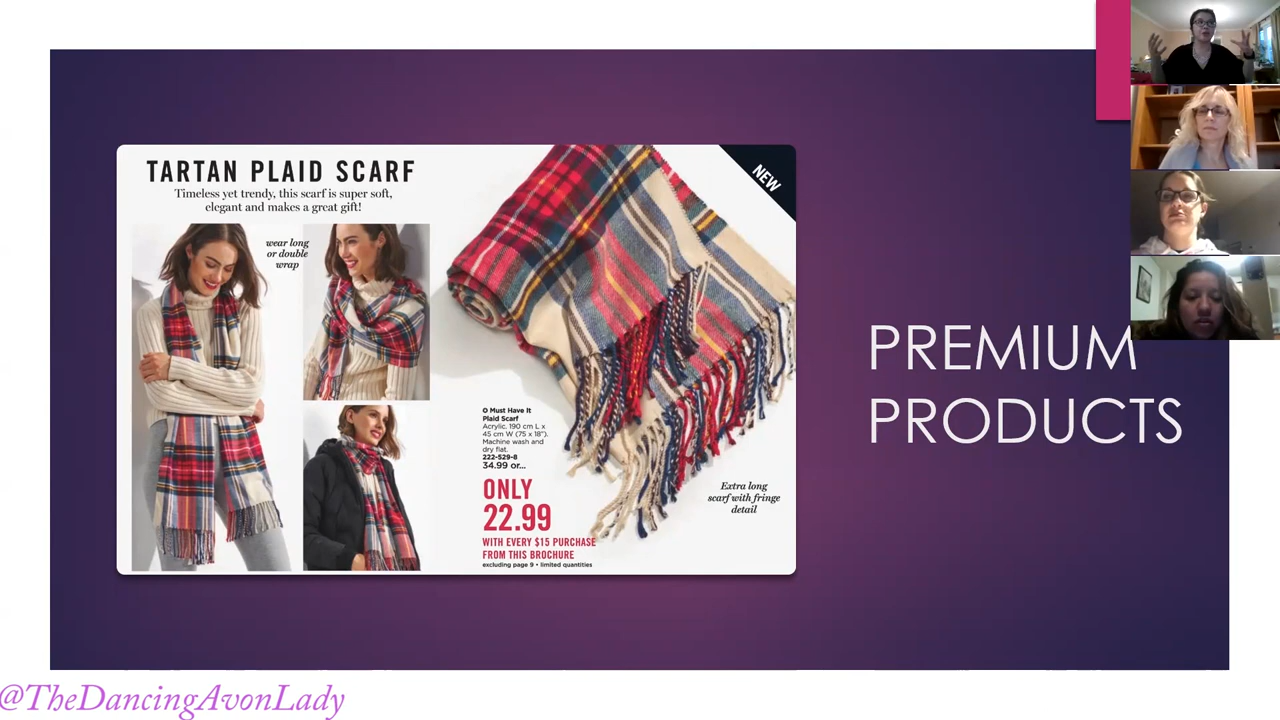 TARTAN PLAID SCARF
Timeless yet trendy, this scarf is super soft,
elegant and makes a great gift!
NEW
wear long
or double
wrap
O Must Have It
Plaid Scarf
Acrylic. 190 cm L x
45 cm W (75 x 18").
Machine wash and
dry flat.
222-529-8
34.99 or...
ONLY
22.99
WITH EVERY $15 PURCHASE
FROM THIS BROCHURE
excluding page 9 • limited quantities
Extra long
scarf with fringe
detail
PREMIUM
PRODUCTS
@TheDancingAvonLady